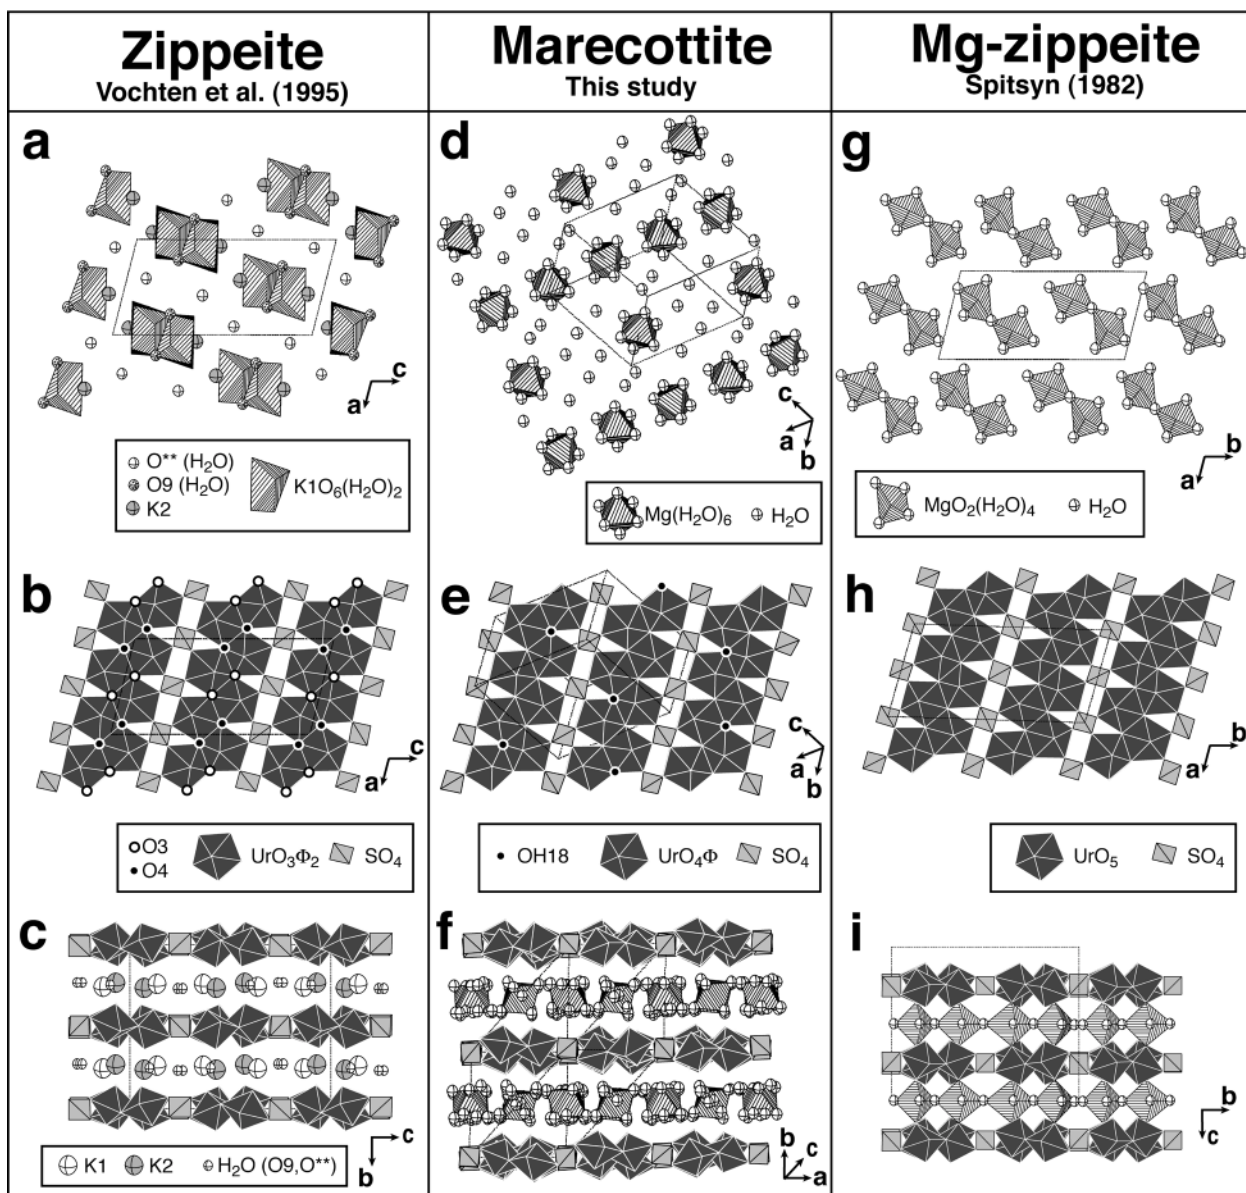 Zippeite
Vochten et al. (1995)
Marecottite
This study
Mg-zippeite
Spitsyn (1982)
a
c
a
O** (H₂O)
O9 (H₂O)
K2
K1O₆(H₂O)₂
d
c
a
b
Mg(H₂O)₆
H₂O
g
b
a
MgO₂(H₂O)₄
H₂O
b
c
a
O3
O4
UrO₃Φ₂
SO₄
e
c
a
b
OH18
UrO₄Φ
SO₄
h
b
a
UrO₅
SO₄
c
c
b
K1
K2
H₂O (O9,O**)
f
b
c
a
i
b
c